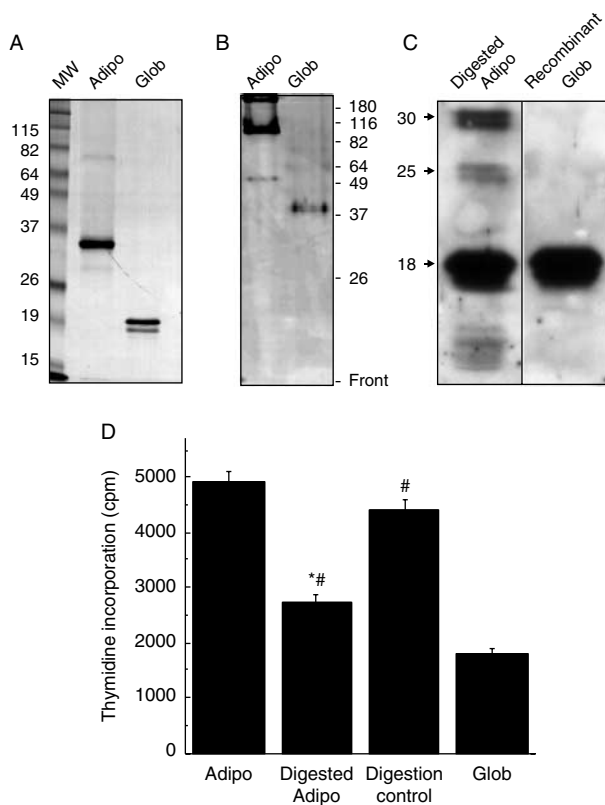 A
MW
Adipo
Glob
115
82
64
49
37
26
19
15
B
Adipo
Glob
- 180
- 116
- 82
- 64
- 49
- 37
- 26
- Front
C
Digested
Adipo
Recombinant
Glob
30
25
18
D
Thymidine incorporation (cpm)
5000
4000
3000
2000
1000
0
*#
#
Adipo
Digested
Adipo
Digestion
control
Glob